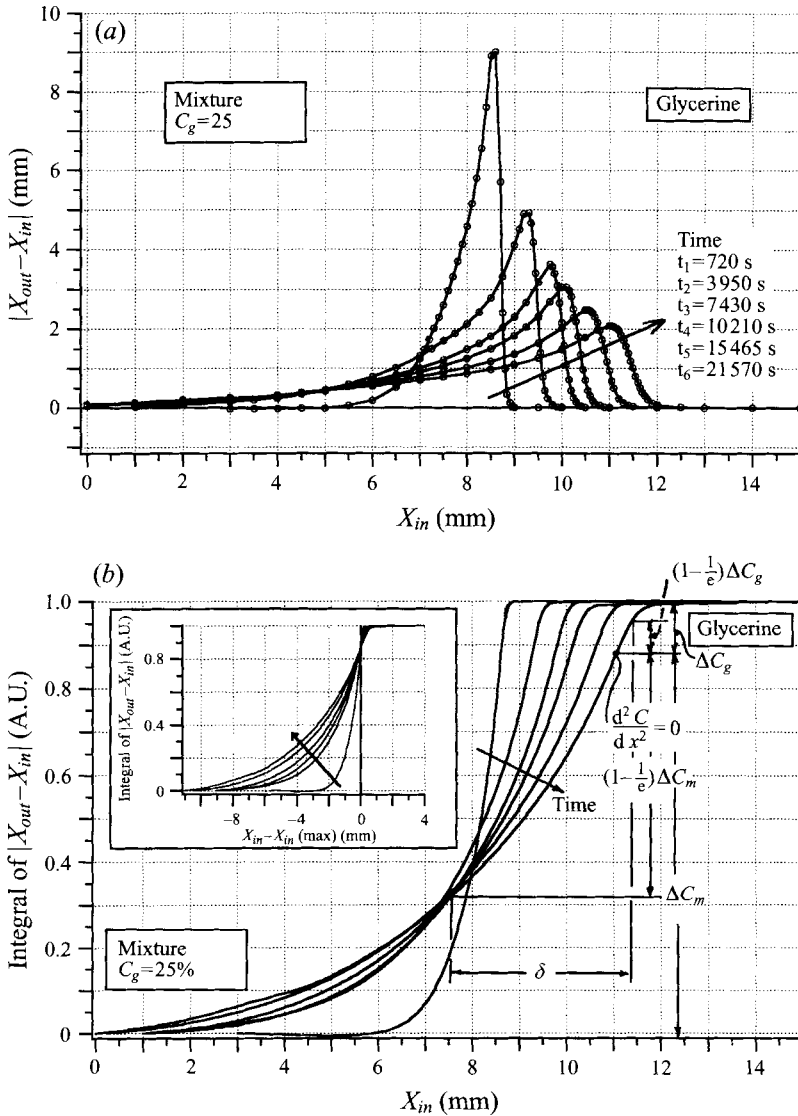 (a)
10
8
6
4
2
0
|X_out−X_in| (mm)
Mixture
C_g=25
Glycerine
Time
t_1=720 s
t_2=3950 s
t_3=7430 s
t_4=10210 s
t_5=15465 s
t_6=21570 s
0 2 4 6 8 10 12 14
X_in (mm)
(b)
1.0
0.8
0.6
0.4
0.2
0
Integral of |X_out−X_in| (A.U.)
0.8
0.4
0
Integral of |X_out−X_in| (A.U.)
−8 −4 0 4
X_in−X_in (max) (mm)
(1−1/e)ΔC_g
Glycerine
ΔC_g
d²C/dx²=0
(1−1/e)ΔC_m
Time
ΔC_m
δ
Mixture
C_g=25%
0 2 4 6 8 10 12 14
X_in (mm)